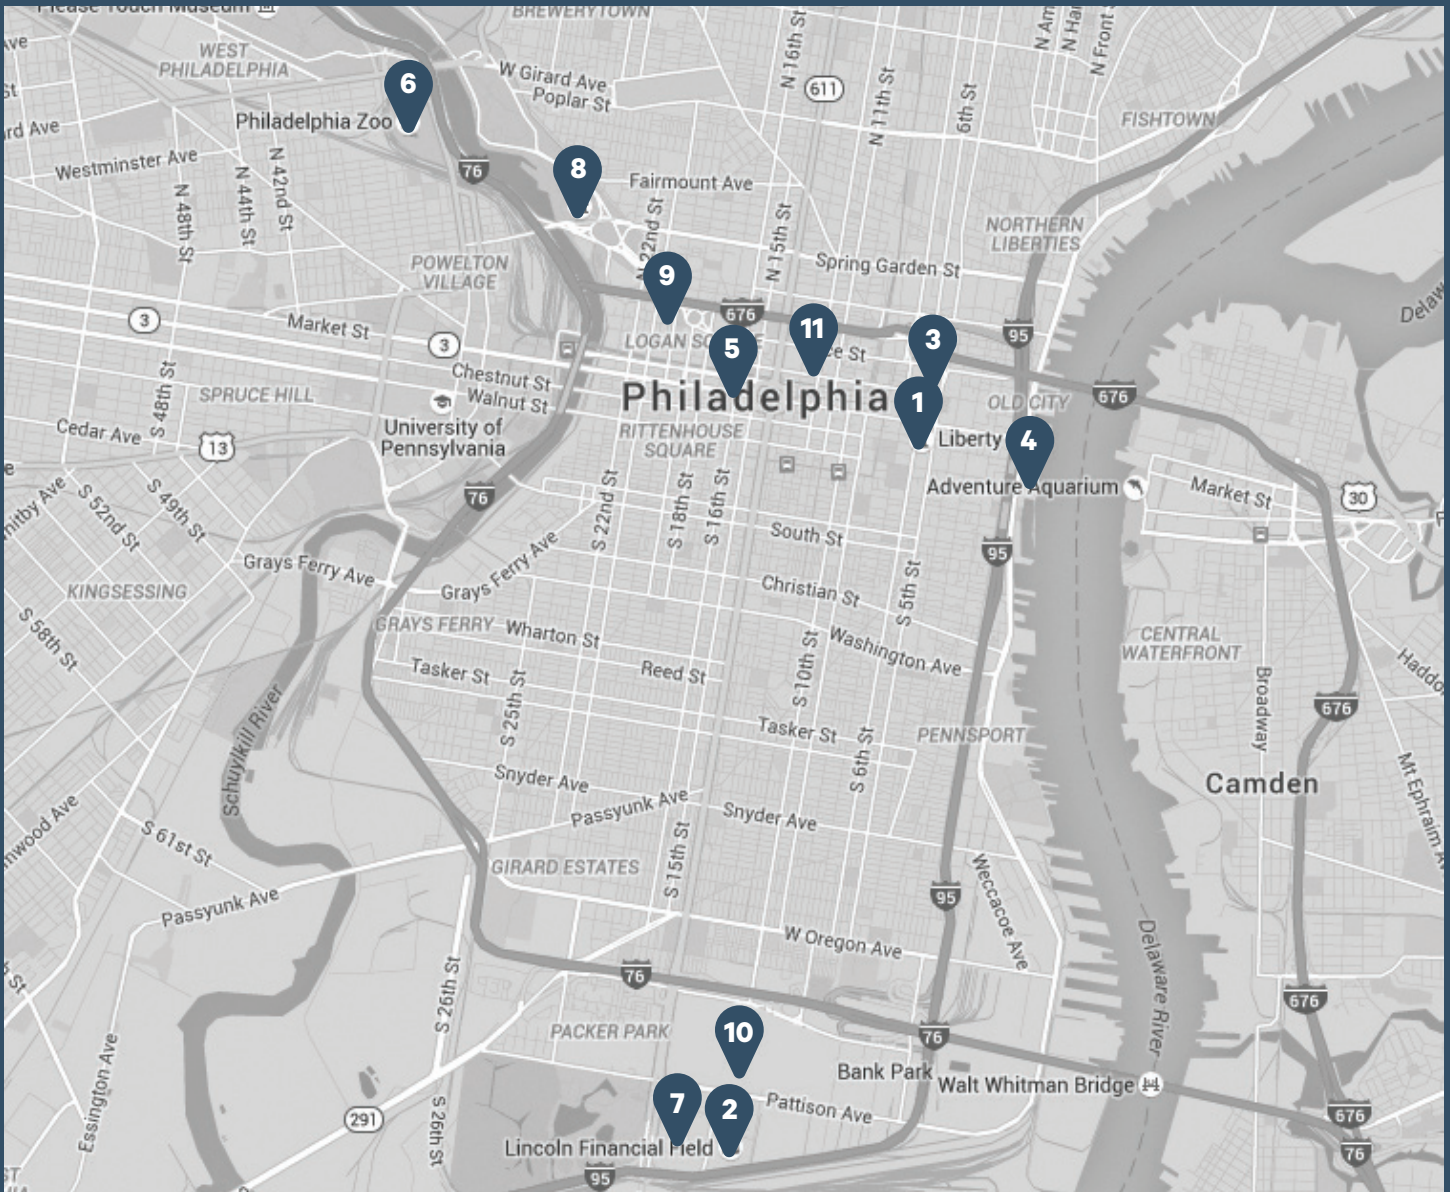 Please Touch Museum
BREWERYTOWN
N 16th St
N Front S
WEST
PHILADELPHIA
6
W Girard Ave
Poplar St
611
N 11th St
6th St
FISHTOWN
Philadelphia Zoo
Westminster Ave
N 48th St
N 44th St
N 42nd St
76
8
Fairmount Ave
N 22nd St
N 15th St
NORTHERN
LIBERTIES
POWELTON
VILLAGE
Spring Garden St
9
676
3
Market St
3
LOGAN SQ
5
11
ce St
3
95
Chestnut St
Walnut St
Philadelphia
1
OLD CITY
676
SPRUCE HILL
S 48th St
University of
Pennsylvania
RITTENHOUSE
SQUARE
Liberty
4
Cedar Ave
13
Adventure Aquarium
Market St
30
S 52nd St
S 49th St
76
S 22nd St
S 18th St
S 16th St
South St
95
Grays Ferry Ave
Grays Ferry Ave
Christian St
S 5th St
KINGSESSING
S 58th St
GRAYS FERRY
Wharton St
Washington Ave
CENTRAL
WATERFRONT
Tasker St
Reed St
S 10th St
Broadway
Haddo
S 25th St
Schuylkill River
Tasker St
S 6th St
PENNSPORT
676
Snyder Ave
Passyunk Ave
Snyder Ave
Camden
Mt Ephraim A
S 61st St
GIRARD ESTATES
S 15th St
Weccacoe Ave
Passyunk Ave
95
W Oregon Ave
Delaware River
S 26th St
76
676
PACKER PARK
10
76
Bank Park
Walt Whitman Bridge
Essington Ave
291
S 26th St
7
2
Pattison Ave
676
Lincoln Financial Field
95
76